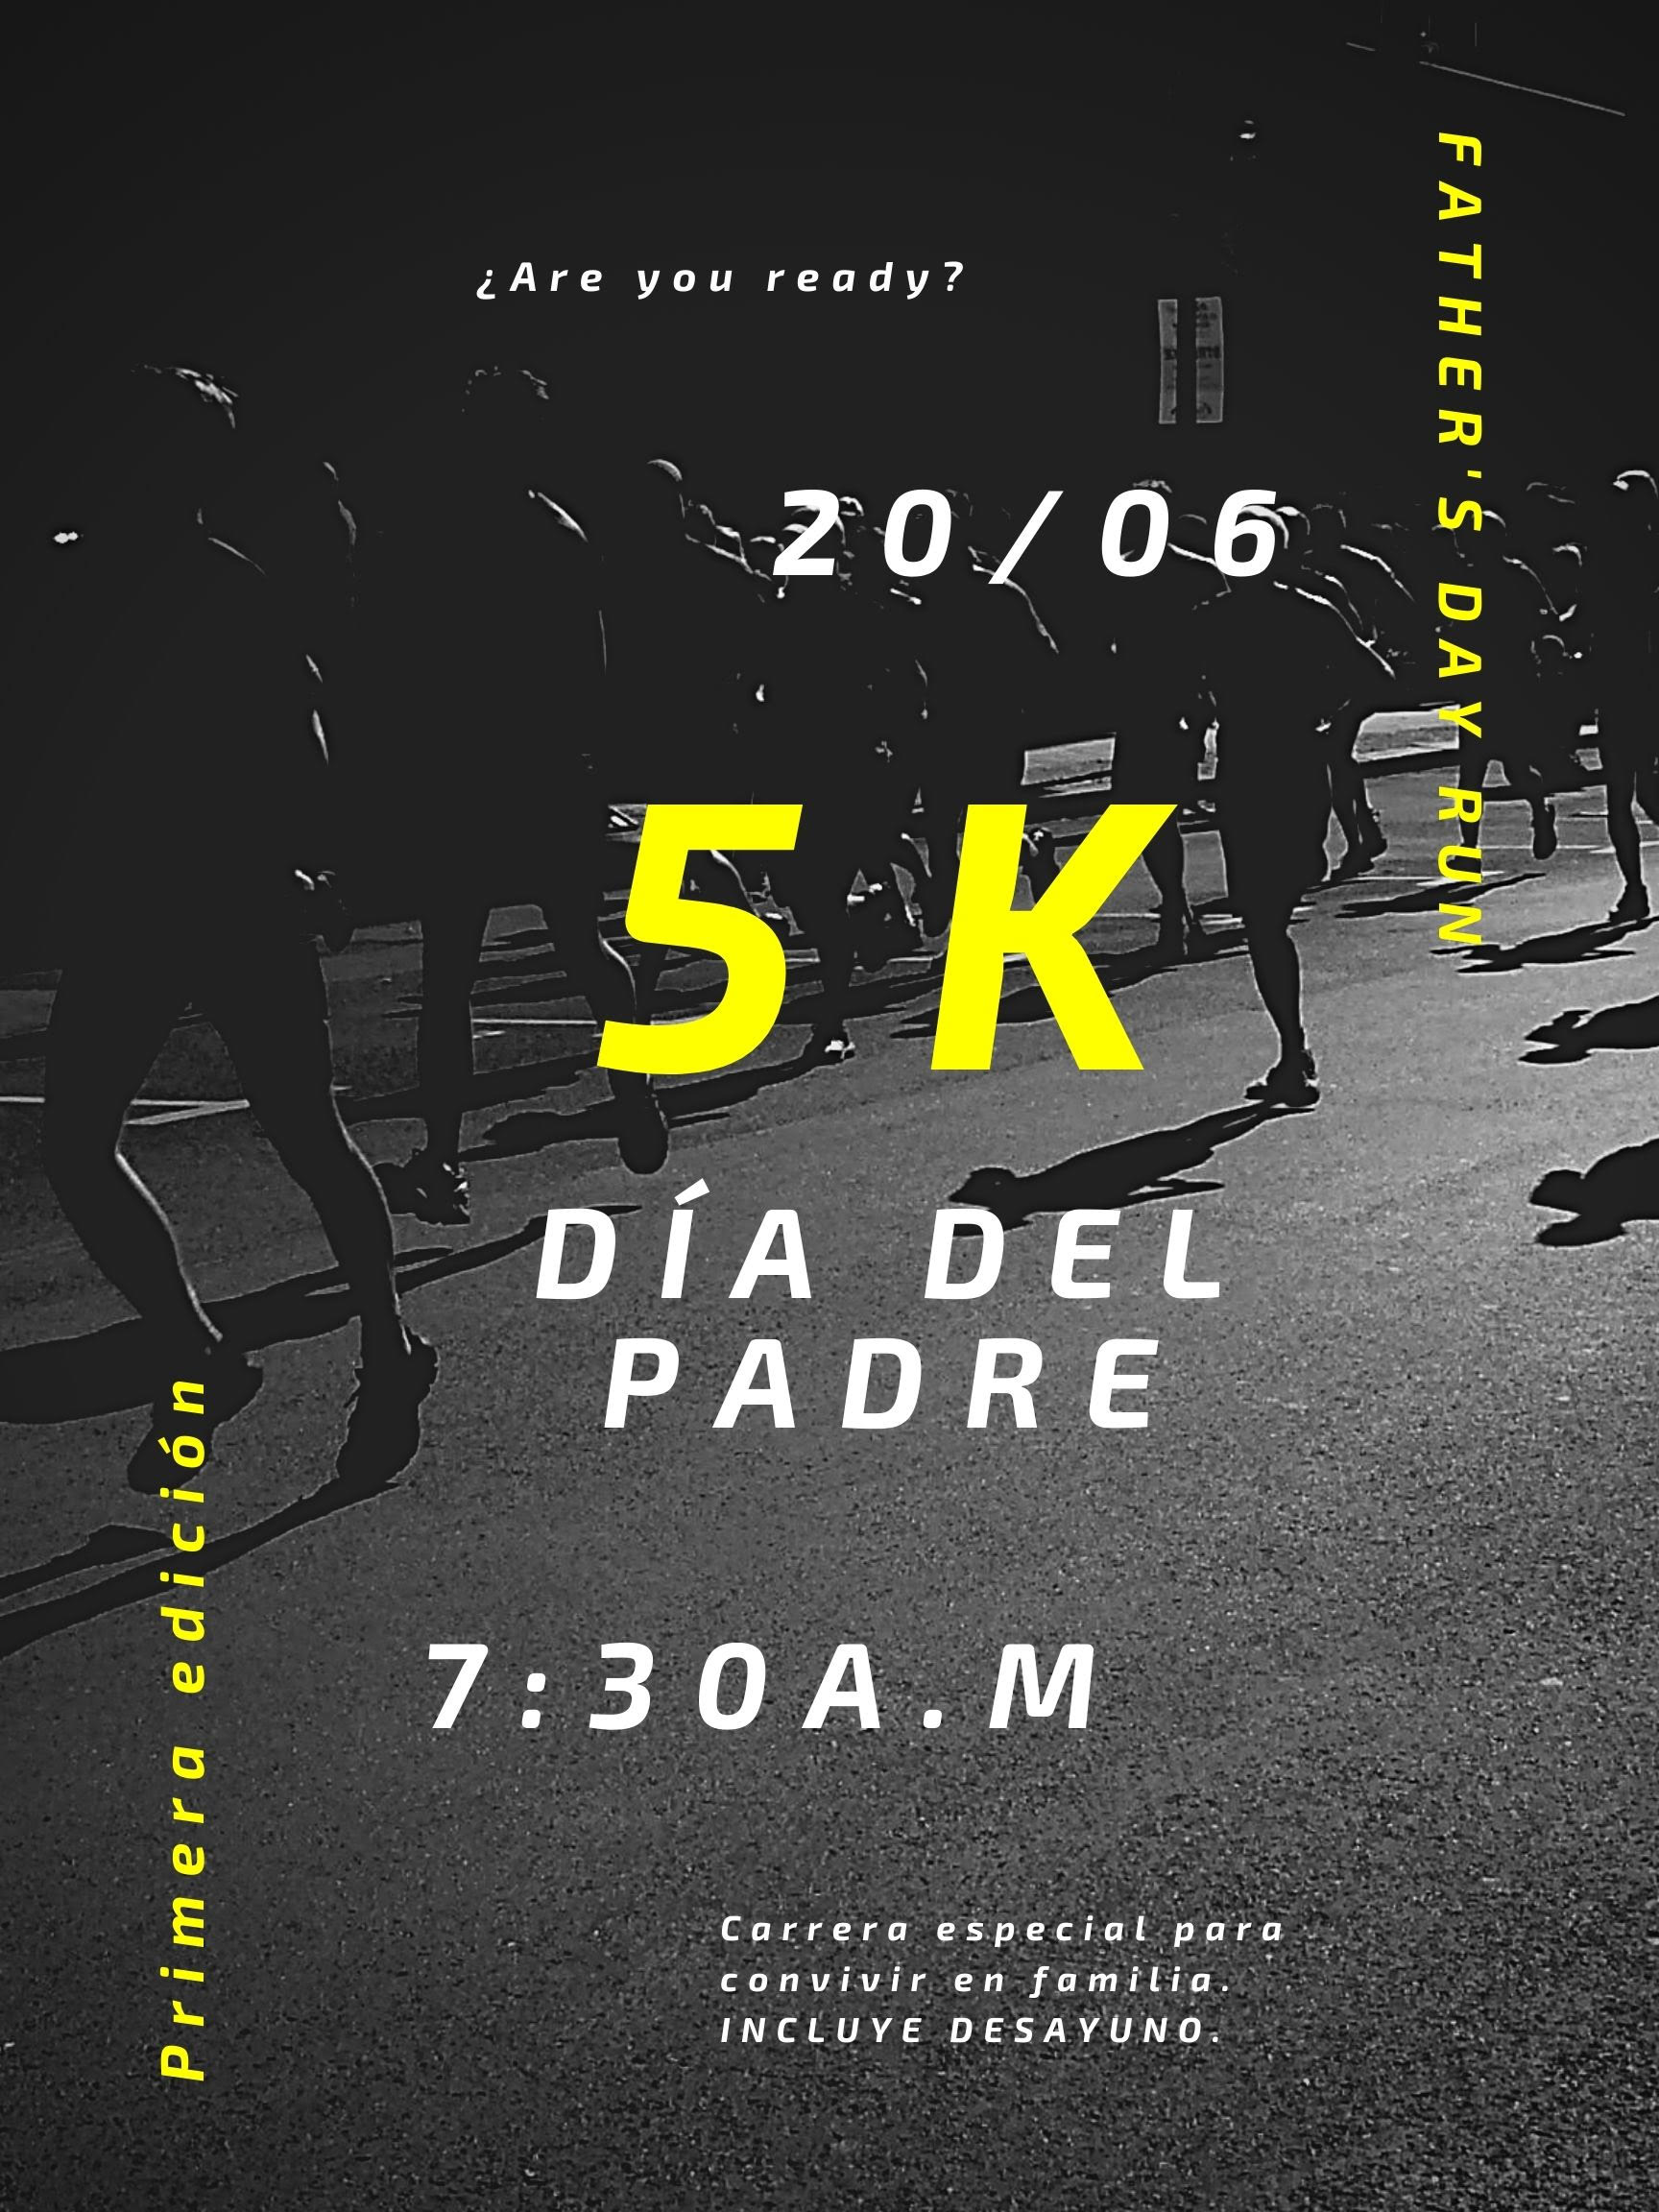 ¿Are you ready?
FATHER'S DAY RUN
20/06
5K
DÍA DEL
PADRE
Primera edición
7:30A.M
Carrera especial para
convivir en familia.
INCLUYE DESAYUNO.